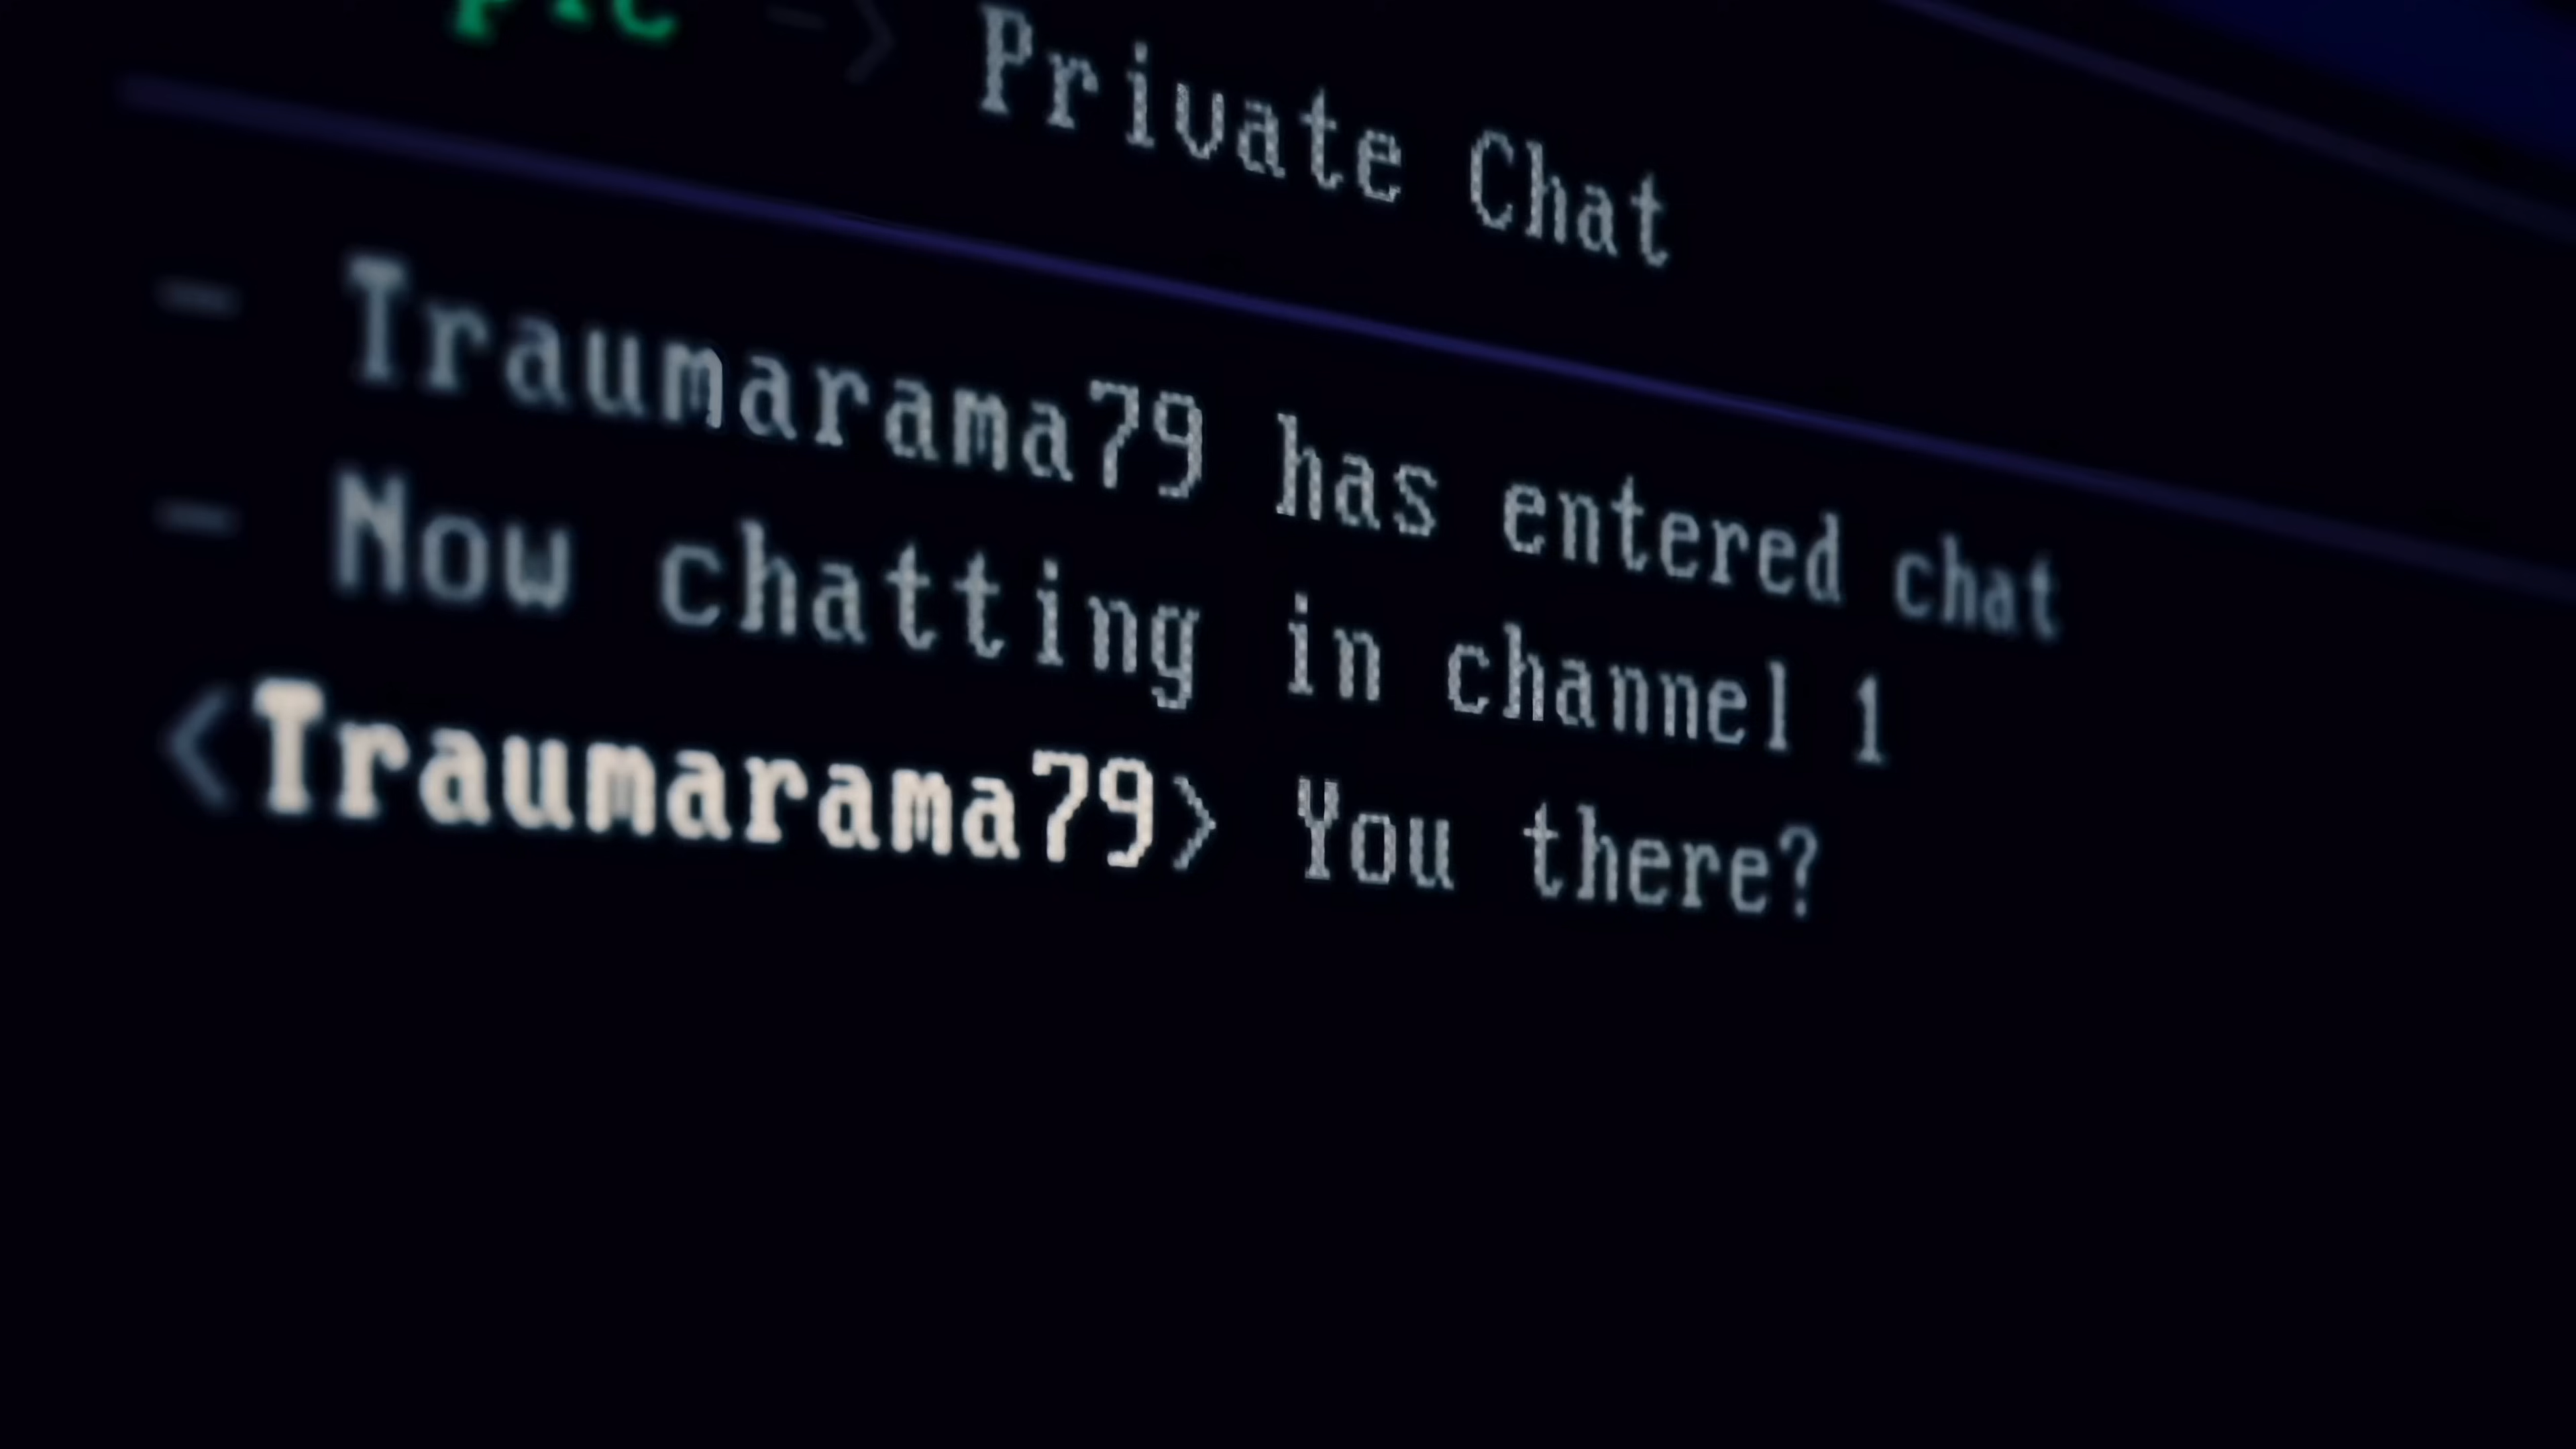 -> Private Chat
- Traumarama79 has entered chat
- Now chatting in channel 1
<Traumarama79> You there?